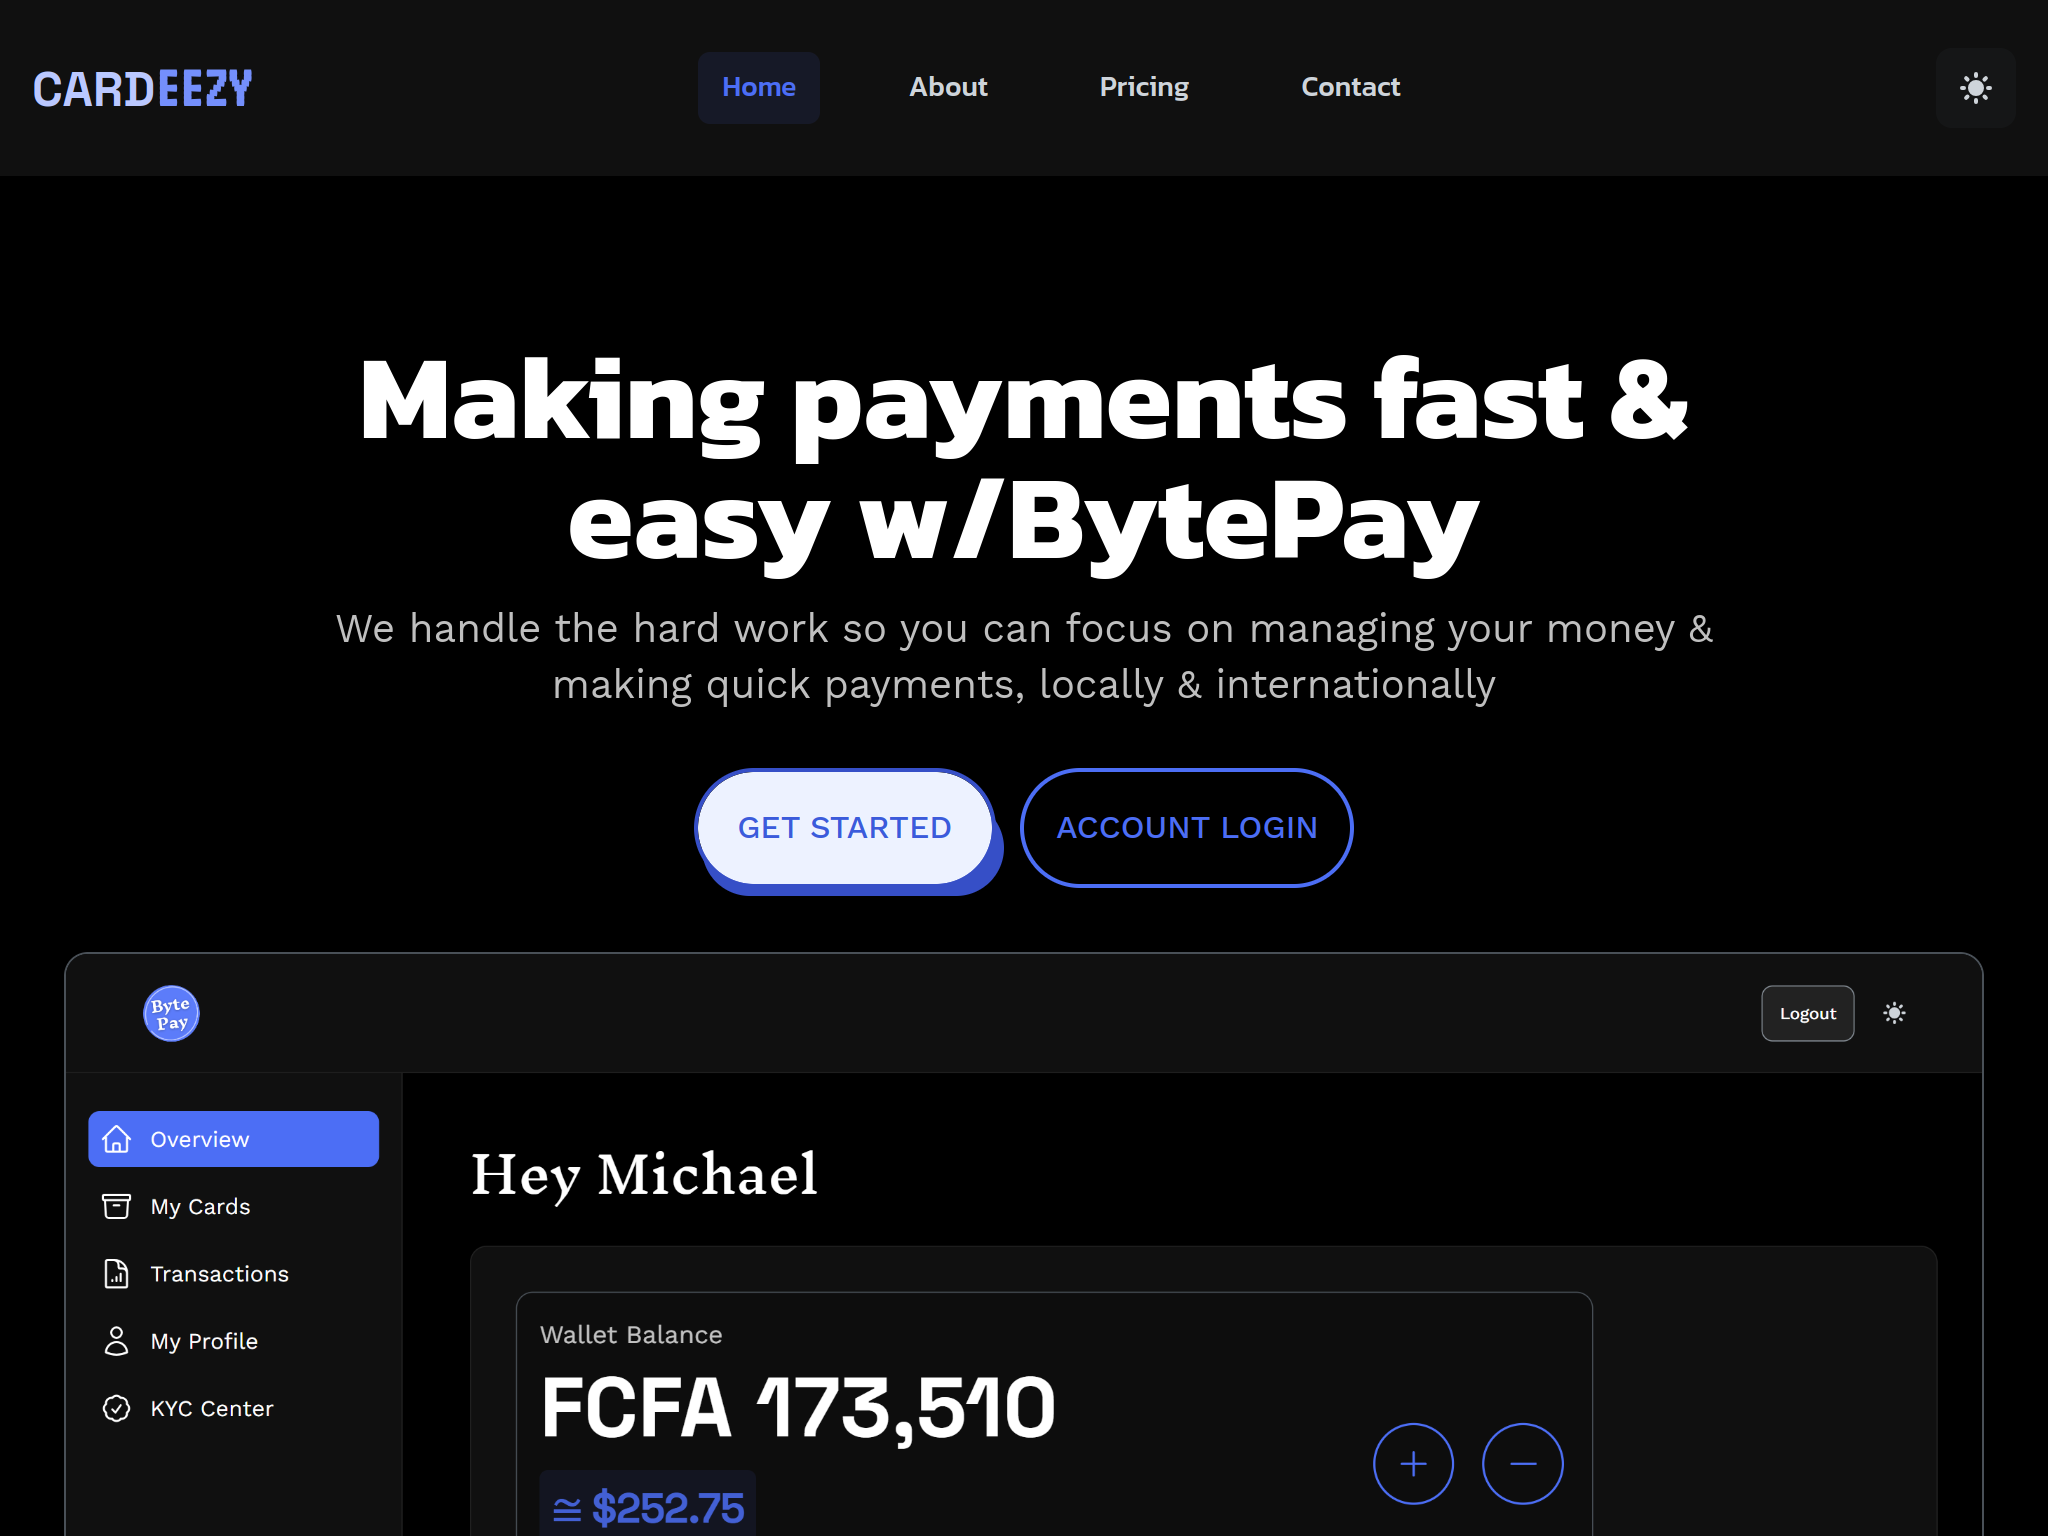 CARDEEZY
Home About Pricing Contact
Making payments fast &
easy w/BytePay
We handle the hard work so you can focus on managing your money &
making quick payments, locally & internationally
GET STARTED ACCOUNT LOGIN
Byte
Pay
Logout
Overview
My Cards
Transactions
My Profile
KYC Center
Hey Michael
Wallet Balance
FCFA 173,510
≅ $252.75